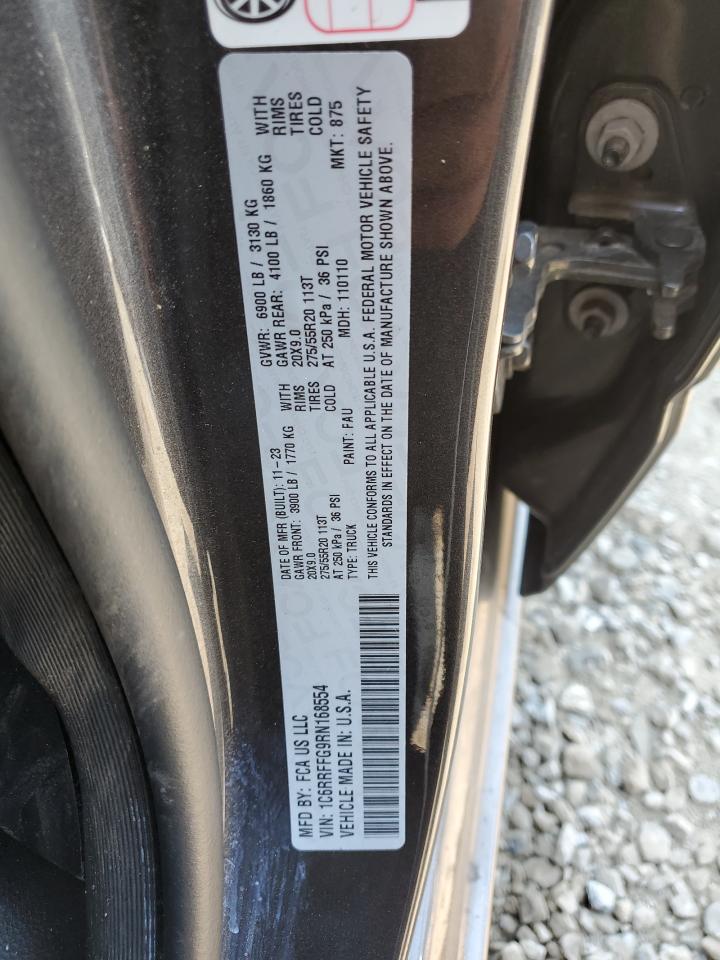 MFD BY: FCA US LLC
DATE OF MFR (BUILT): 11-23 GVWR: 6900 LB / 3130 KG
GAWR FRONT: 3900 LB / 1770 KG WITH GAWR REAR: 4100 LB / 1860 KG WITH
20X9.0 RIMS 20X9.0 RIMS
275/55R20 113T TIRES 275/55R20 113T TIRES
AT 250 kPa / 36 PSI COLD AT 250 kPa / 36 PSI COLD
VIN: 1C6RRFFG9RN168554 TYPE: TRUCK PAINT: FAU MDH: 110110 MKT: 875
VEHICLE MADE IN: U.S.A.
THIS VEHICLE CONFORMS TO ALL APPLICABLE U.S.A. FEDERAL MOTOR VEHICLE SAFETY
STANDARDS IN EFFECT ON THE DATE OF MANUFACTURE SHOWN ABOVE.